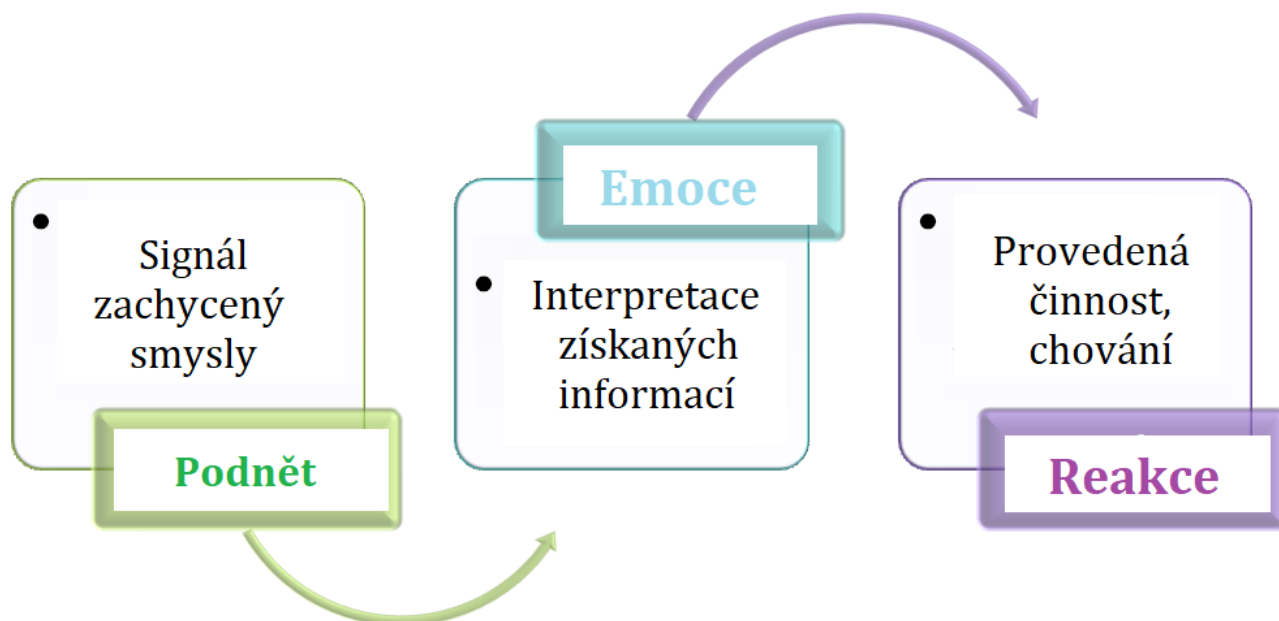 • Signál
zachycený
smysly
Podnět
Emoce
• Interpretace
získaných
informací
• Provedená
činnost,
chování
Reakce